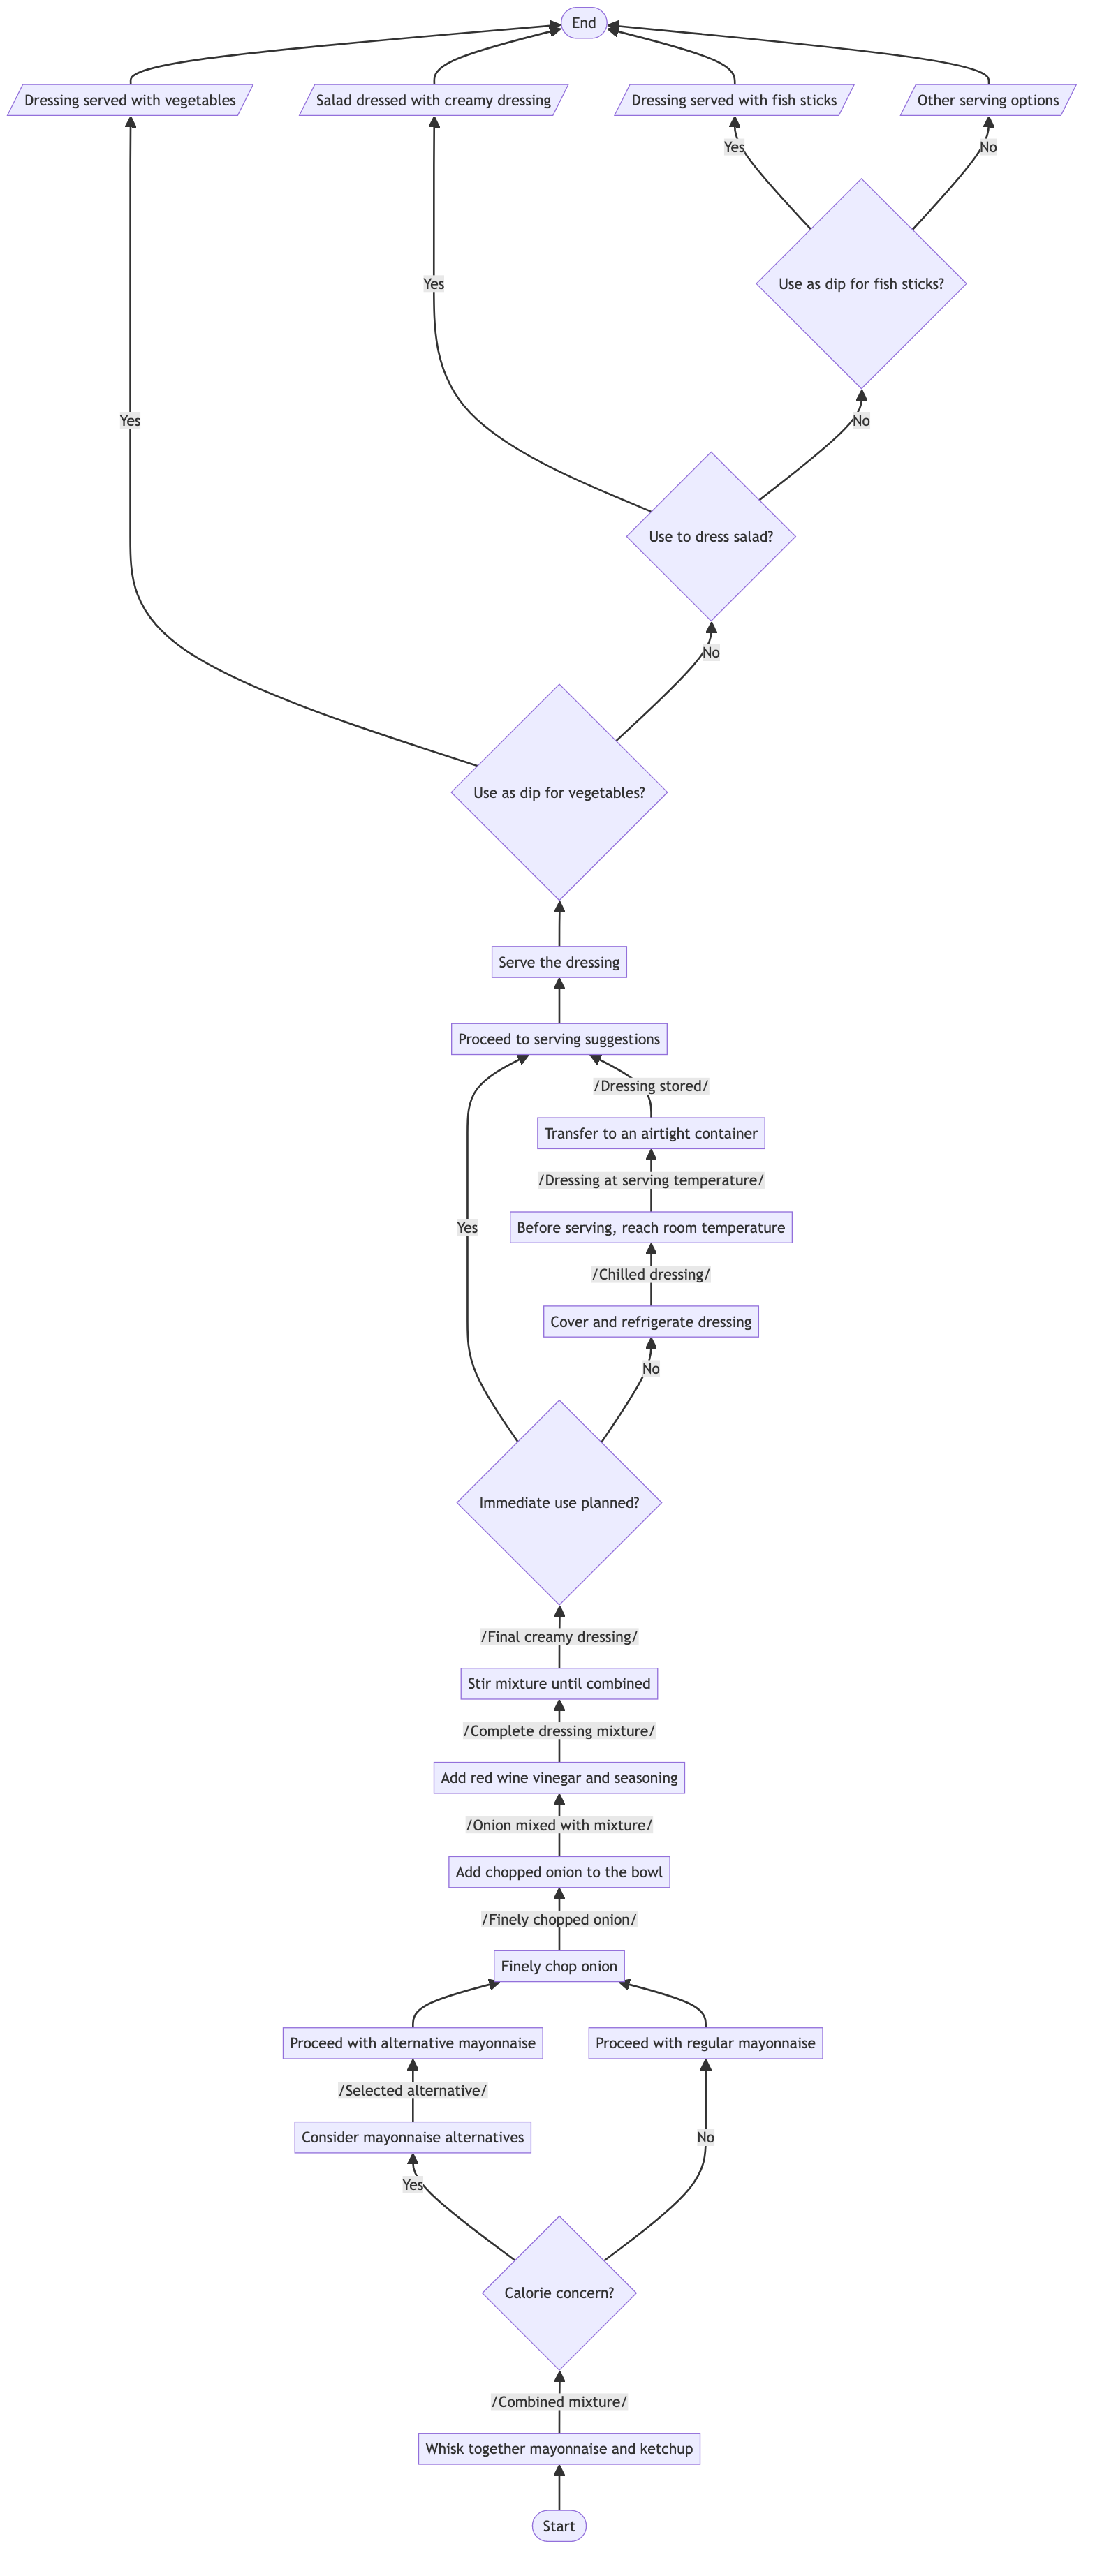 End
Dressing served with vegetables
Salad dressed with creamy dressing
Dressing served with fish sticks
Other serving options
Yes
No
Use as dip for fish sticks?
Yes
Yes
No
Use to dress salad?
No
Use as dip for vegetables?
Serve the dressing
Proceed to serving suggestions
/Dressing stored/
Transfer to an airtight container
/Dressing at serving temperature/
Yes
Before serving, reach room temperature
/Chilled dressing/
Cover and refrigerate dressing
No
Immediate use planned?
/Final creamy dressing/
Stir mixture until combined
/Complete dressing mixture/
Add red wine vinegar and seasoning
/Onion mixed with mixture/
Add chopped onion to the bowl
/Finely chopped onion/
Finely chop onion
Proceed with alternative mayonnaise
Proceed with regular mayonnaise
/Selected alternative/
Consider mayonnaise alternatives
No
Yes
Calorie concern?
/Combined mixture/
Whisk together mayonnaise and ketchup
Start